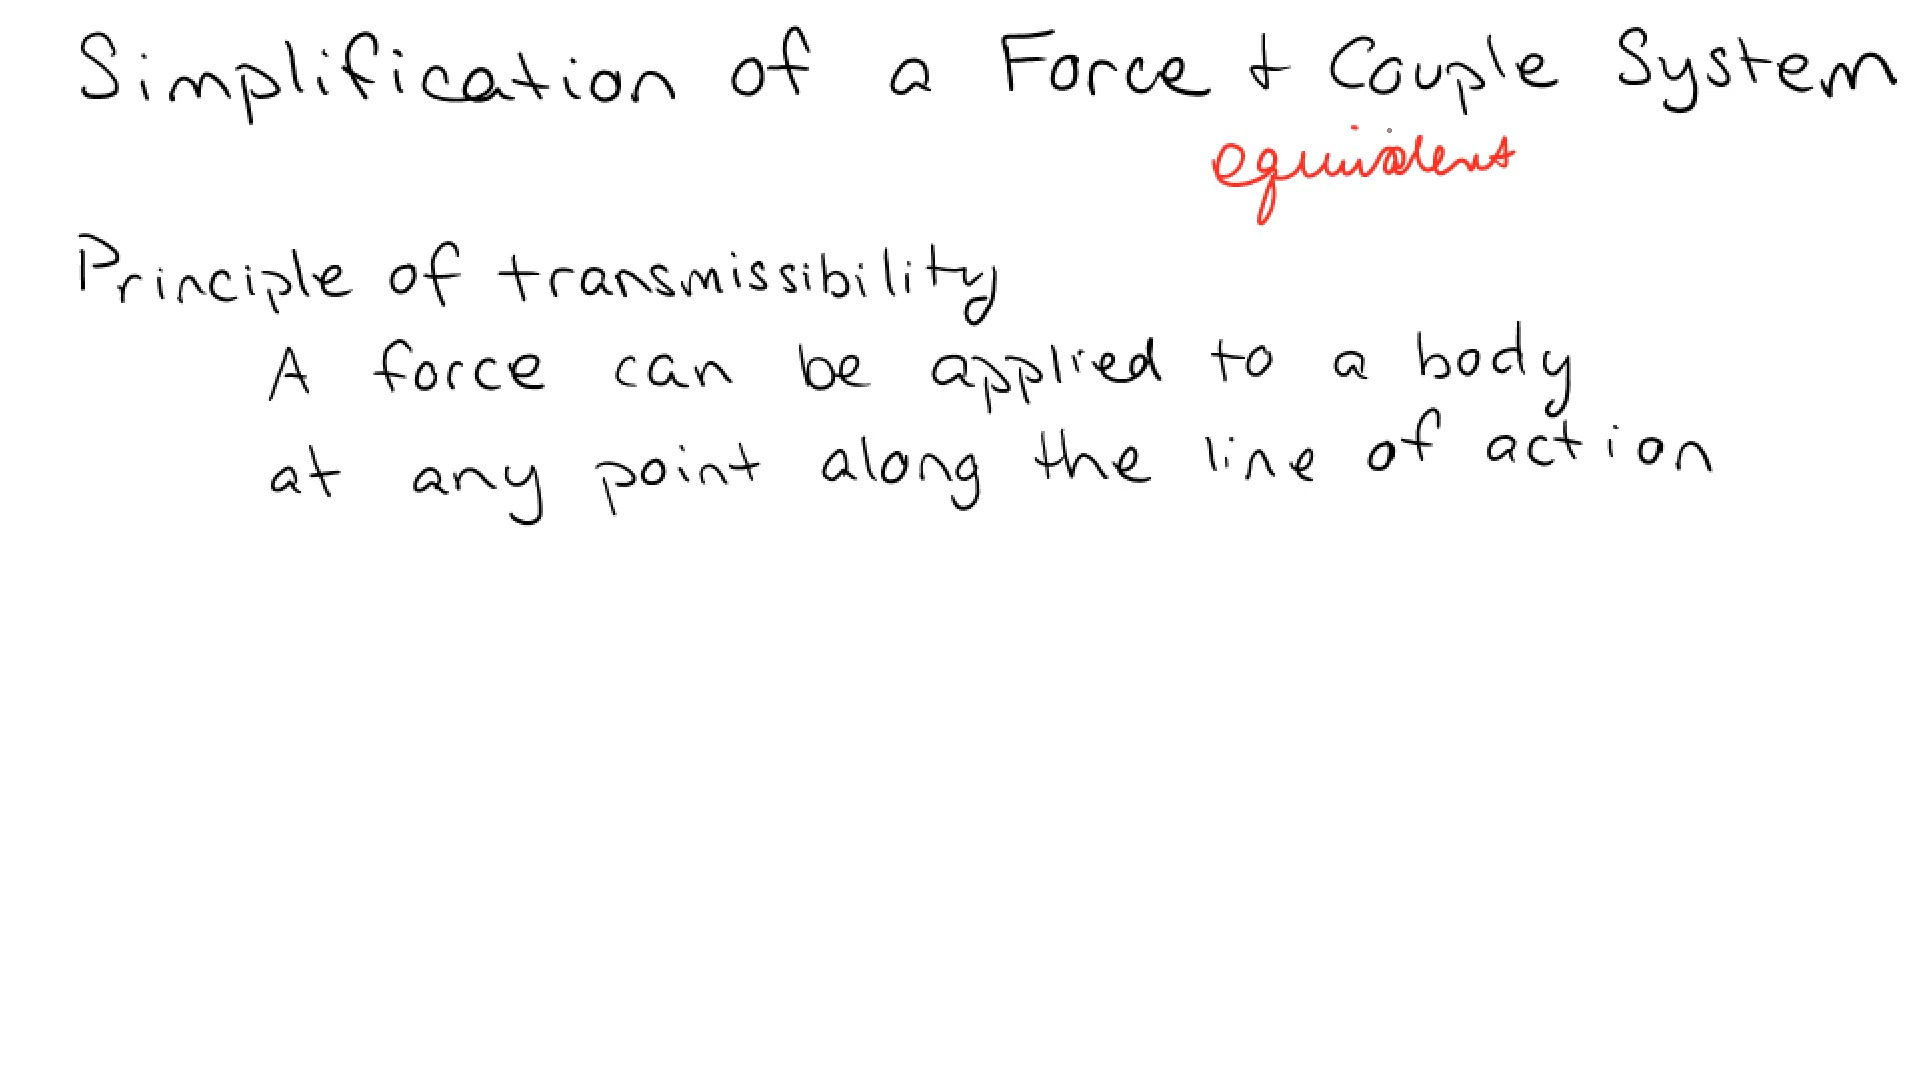 Simplification of a Force + Couple System
equivalent
Principle of transmissibility
A force can be applied to a body
at any point along the line of action